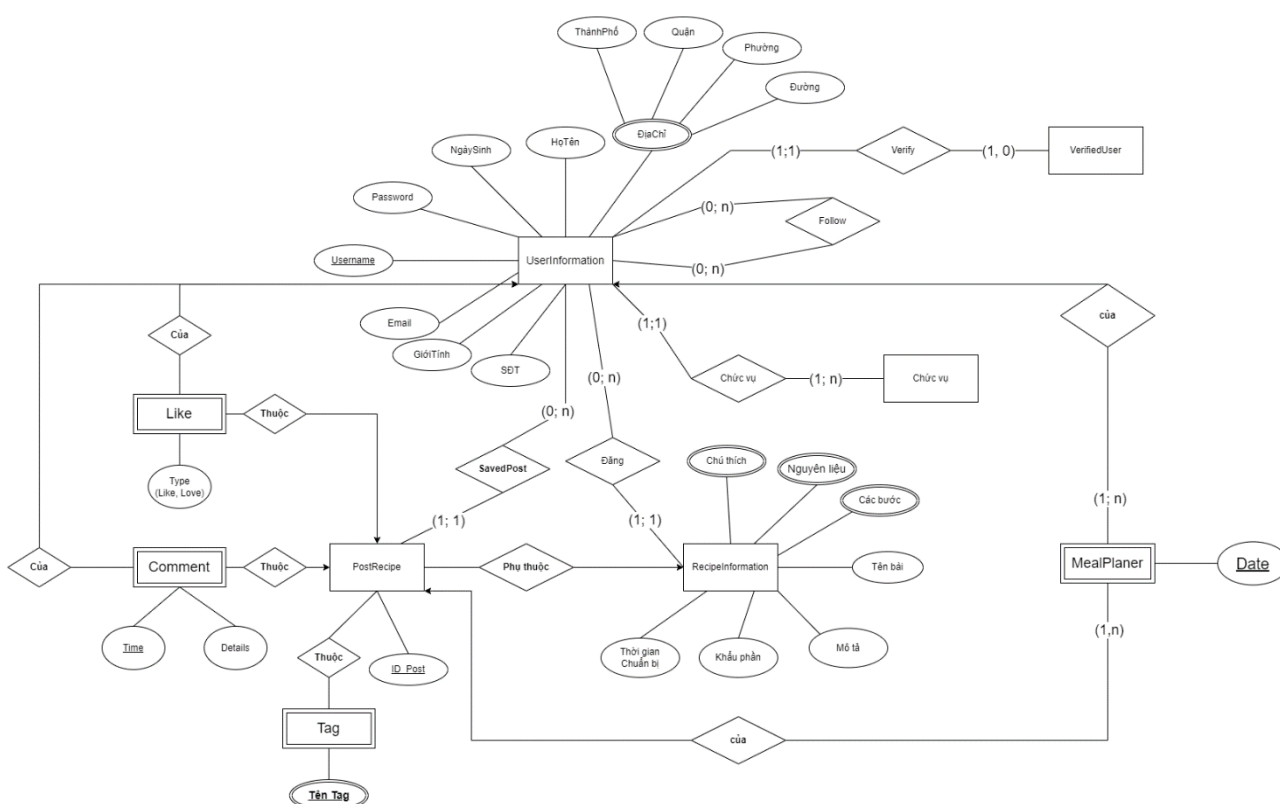 ThànhPhố
Quận
Phường
Đường
ĐịaChỉ
NgàySinh
HọTên
Password
Username
UserInformation
Email
GiớiTính
SĐT
(1;1)
Verify
(1, 0)
VerifiedUser
(0; n)
Follow
(0; n)
(1;1)
Chức vụ
(1; n)
Chức vụ
của
Của
Like
Thuộc
Type
(Like, Love)
(0; n)
SavedPost
(1; 1)
(0; n)
Đăng
(1; 1)
Chú thích
Nguyên liệu
Các bước
Tên bài
Mô tả
Khẩu phần
Thời gian
Chuẩn bị
RecipeInformation
Phụ thuộc
PostRecipe
Thuộc
Comment
Của
Time
Details
Thuộc
ID_Post
Tag
Tên Tag
(1; n)
MealPlaner
Date
(1,n)
của